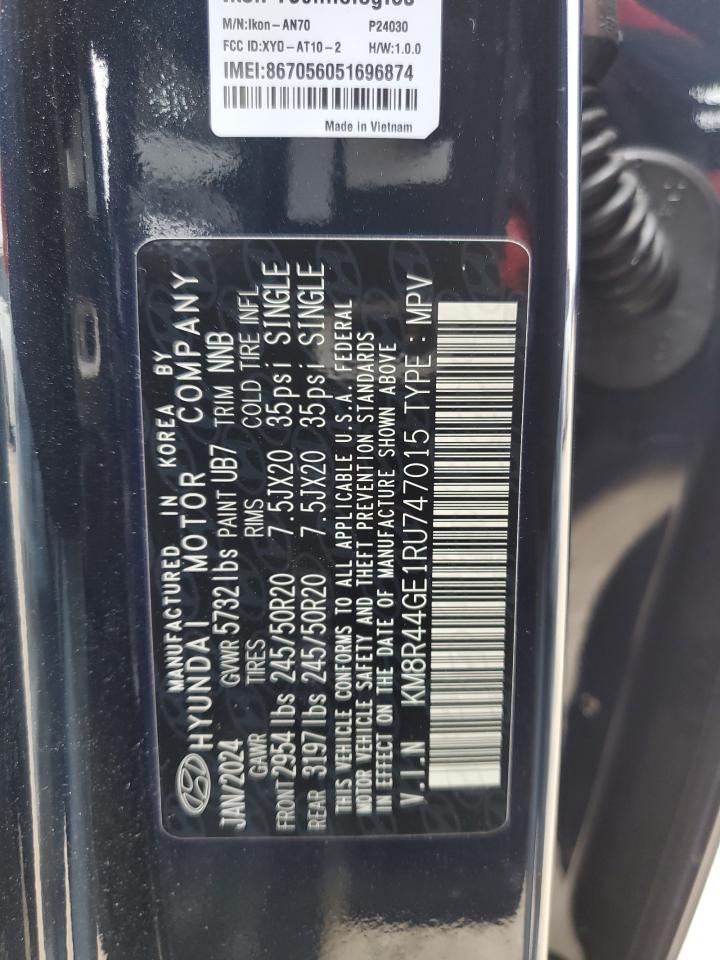 M/N:Ikon-AN70 P24030
FCC ID:XYO-AT10-2 H/W:1.0.0
IMEI:867056051696874
Made in Vietnam
MANUFACTURED IN KOREA BY
HYUNDAI MOTOR COMPANY
JAN/2024 GVWR 5732lbs PAINT UB7 TRIM NNB
GAWR TIRES RIMS COLD TIRE INFL
FRONT 2954lbs 245/50R20 7.5JX20 35psi SINGLE
REAR 3197lbs 245/50R20 7.5JX20 35psi SINGLE
THIS VEHICLE CONFORMS TO ALL APPLICABLE U.S.A. FEDERAL
MOTOR VEHICLE SAFETY AND THEFT PREVENTION STANDARDS
IN EFFECT ON THE DATE OF MANUFACTURE SHOWN ABOVE
V.I.N KM8R44GE1RU747015 TYPE : MPV